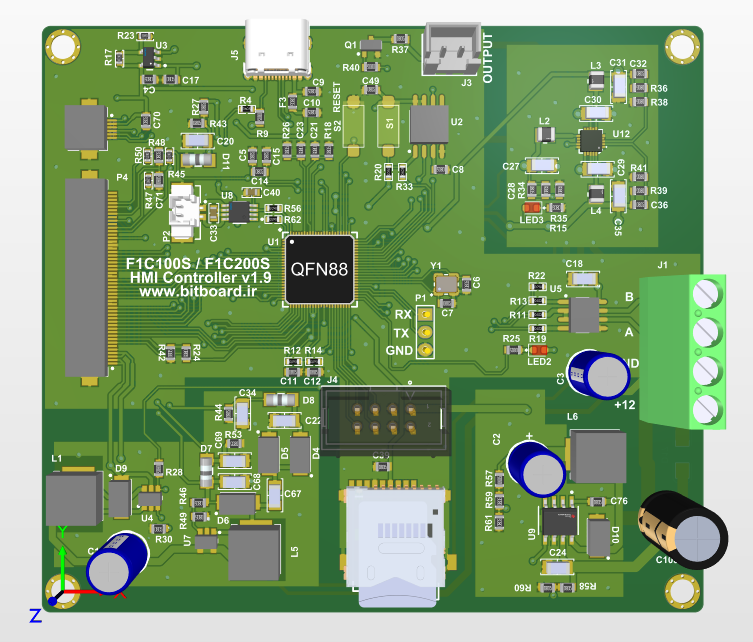 R23
U3
R17
C4
C17
J5
Q1
R37
R40
J3
OUTPUT
C49
RESET
S2
S1
U2
C9
F3
C10
R4
R9
R27
R43
C70
C20
D11
R50
R48
R45
R47
C71
P4
R26
C23
C21
R18
C5
C15
C14
C40
R20
R33
C8
U8
R56
R62
C33
P2
U1
QFN88
F1C100S / F1C200S
HMI Controller v1.9
www.bitboard.ir
L3
C31
C32
R36
R38
C30
L2
U12
C27
C29
C28
R34
R41
R39
C36
L4
C35
LED3
R35
R15
Y1
C6
C7
P1
RX
TX
GND
C18
J1
R22
U5
R13
R11
B
A
R25
R19
LED2
C3
ND
+12
R42
R24
R12
R14
C11
C12
J4
C34
D8
R44
C22
R53
C69
D7
D5
D4
C68
C67
L1
D9
R28
U4
R30
R46
R49
D6
U7
L5
C39
C2
+
L6
R57
R59
R61
C76
U9
D10
C24
R60
R58
C10
Y
Z